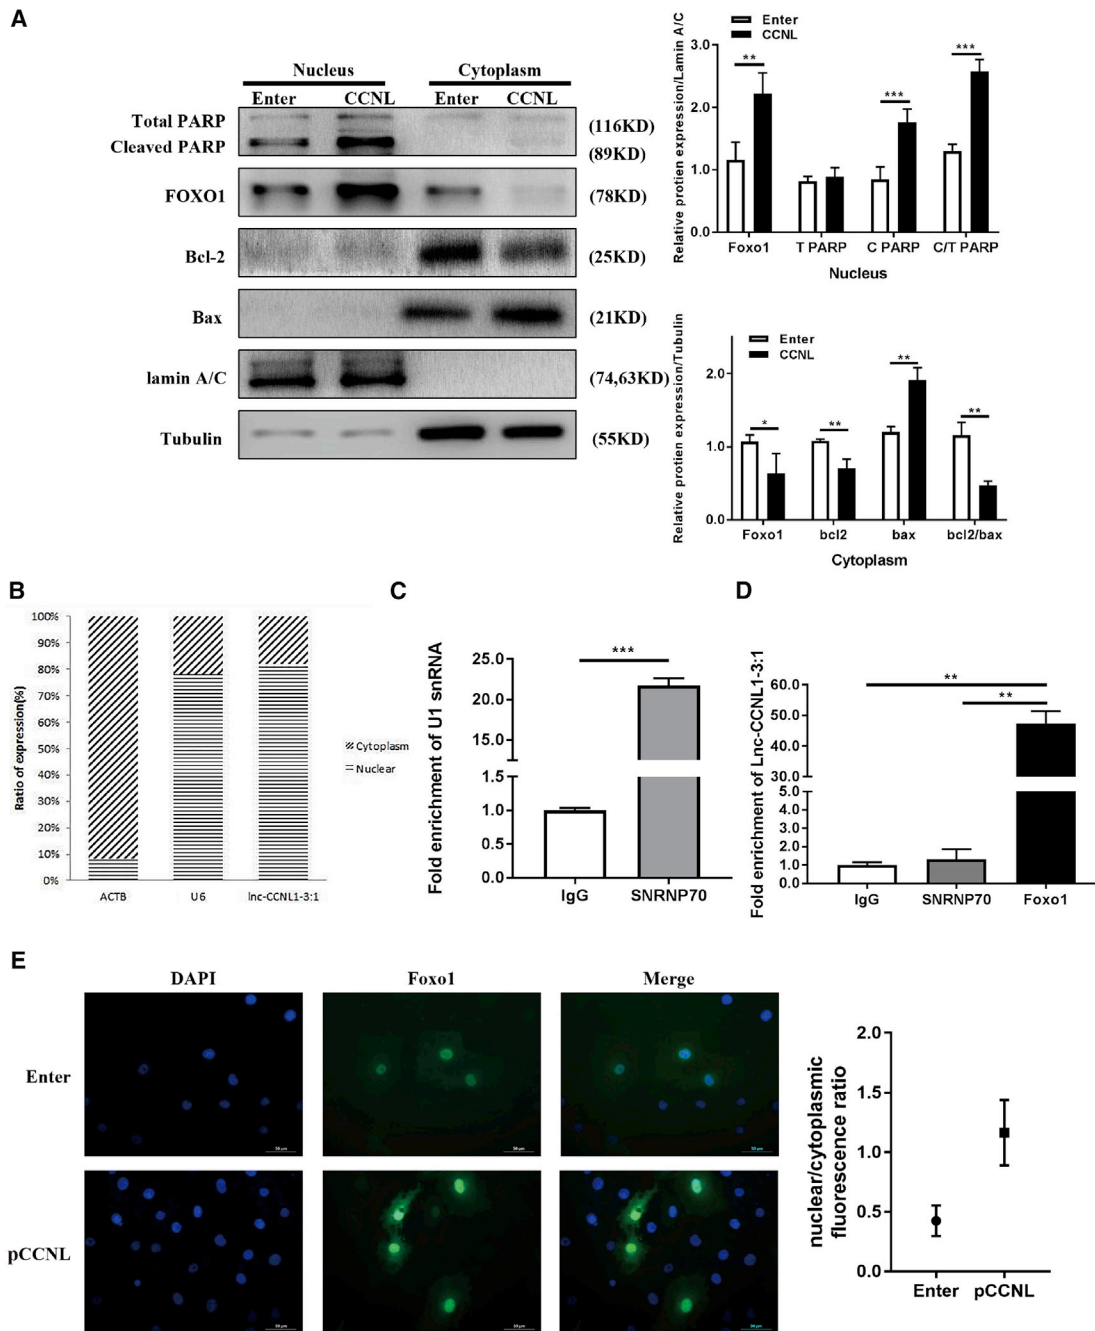 A
Nucleus Cytoplasm
Enter CCNL Enter CCNL
Total PARP (116KD)
Cleaved PARP (89KD)
FOXO1 (78KD)
Bcl-2 (25KD)
Bax (21KD)
lamin A/C (74,63KD)
Tubulin (55KD)
Relative protien expression/Lamin A/C
Enter
CCNL
3.0
2.0
1.0
0.0
** *** ***
Foxo1 T PARP C PARP C/T PARP
Nucleus
Relative protien expression/Tubulin
Enter
CCNL
2.0
1.0
0.0
* ** ** **
Foxo1 bcl2 bax bcl2/bax
Cytoplasm
B
Ratio of expression(%)
100%
90%
80%
70%
60%
50%
40%
30%
20%
10%
0%
ACTB U6 lnc-CCNL1-3:1
Cytoplasm
Nuclear
C
Fold enrichment of U1 snRNA
25.0
20.0
15.0
10.0
1.0
0.5
0.0
***
IgG SNRNP70
D
Fold enrichment of Lnc-CCNL1-3:1
60.0
50.0
40.0
30.0
5.0
4.0
3.0
2.0
1.0
0.0
**
**
IgG SNRNP70 Foxo1
E
DAPI Foxo1 Merge
Enter
pCCNL
nuclear/cytoplasmic
fluorescence ratio
2.0
1.5
1.0
0.5
0.0
Enter pCCNL